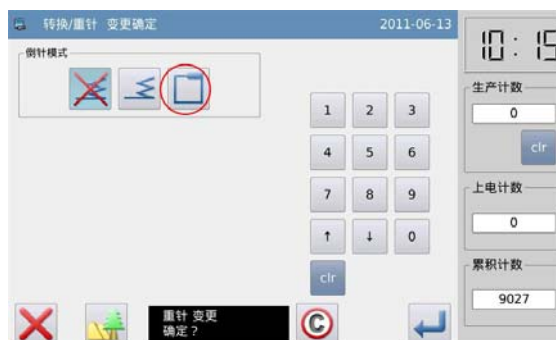 转换/重针 变更确定 2011-06-13
倒针模式
10:15
生产计数
0
clr
上电计数
0
累积计数
9027
1 2 3
4 5 6
7 8 9
↑ ↓ 0
clr
重针 变更
确定？
C